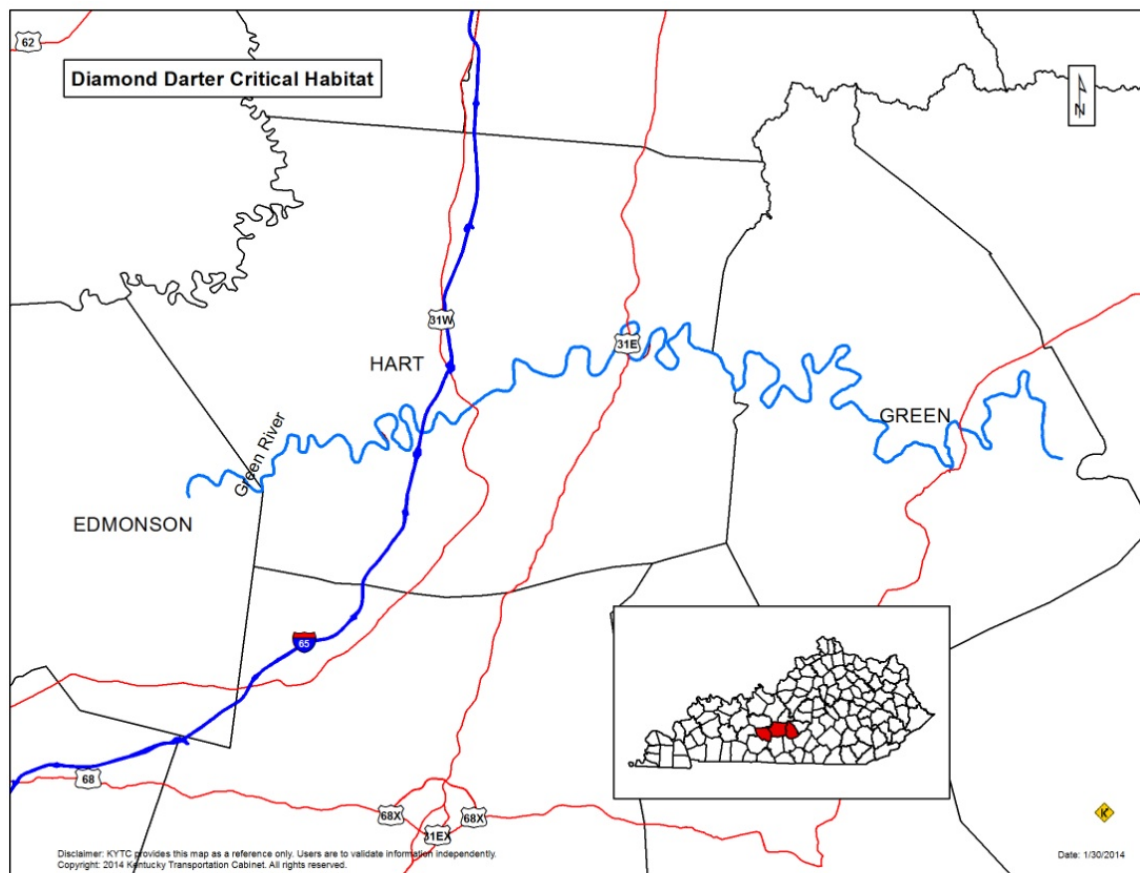 62
Diamond Darter Critical Habitat
N
31W
31E
HART
GREEN
Green River
EDMONSON
65
68
68X
68X
31EX
K
Disclaimer: KYTC provides this map as a reference only. Users are to validate information independently.
Copyright: 2014 Kentucky Transportation Cabinet. All rights reserved.
Date: 1/30/2014